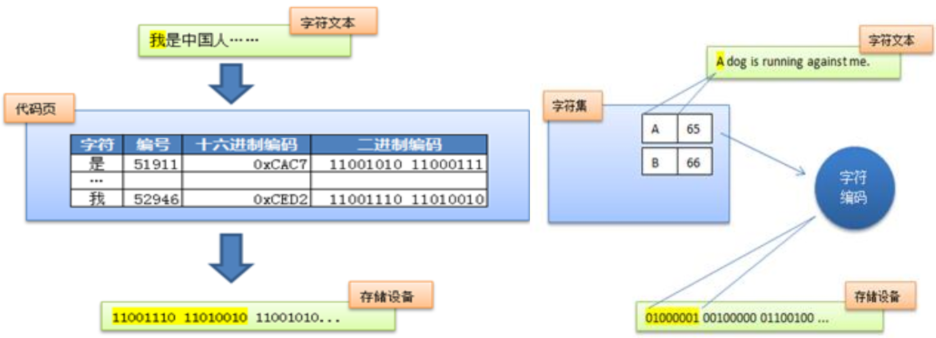 字符文本
我是中国人……
代码页
字符 编号 十六进制编码 二进制编码
是 51911 0xCAC7 11001010 11000111
…
我 52946 0xCED2 11001110 11010010
存储设备
11001110 11010010 11001010...
字符文本
A dog is running against me.
字符集
A 65
B 66
字符
编码
存储设备
01000001 00100000 01100100 ...